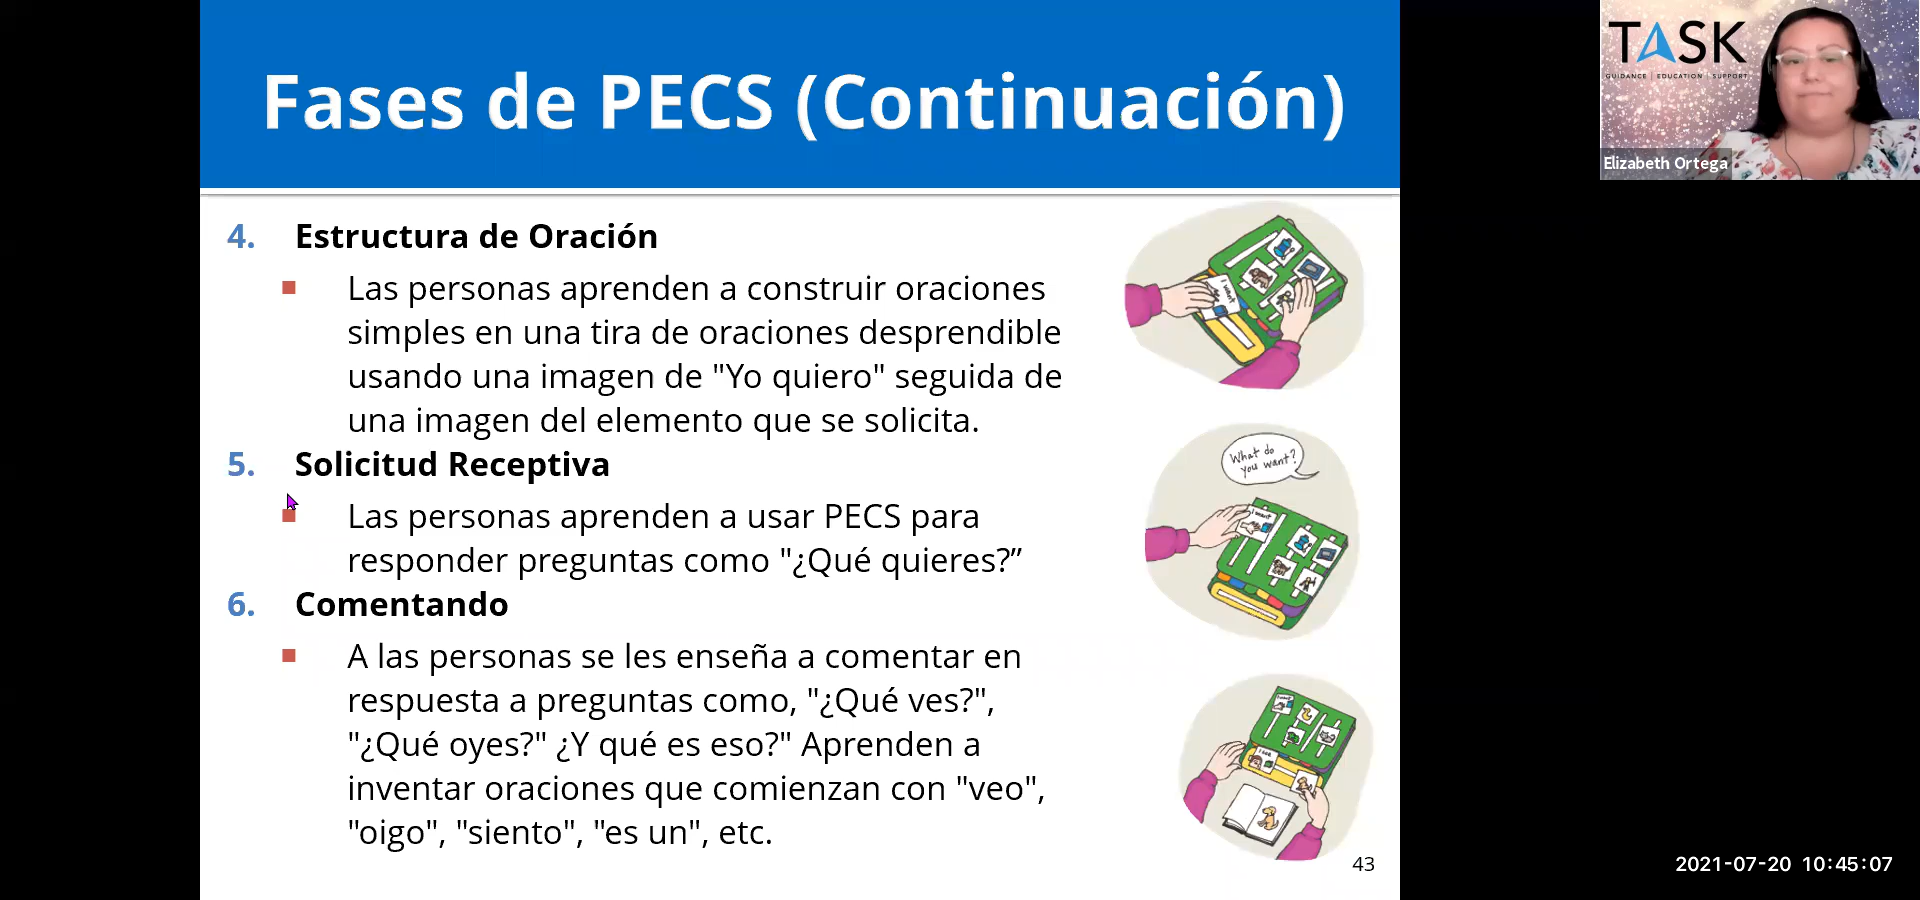 Fases de PECS (Continuación)
4. Estructura de Oración
Las personas aprenden a construir oraciones
simples en una tira de oraciones desprendible
usando una imagen de "Yo quiero" seguida de
una imagen del elemento que se solicita.
5. Solicitud Receptiva
Las personas aprenden a usar PECS para
responder preguntas como "¿Qué quieres?”
6. Comentando
A las personas se les enseña a comentar en
respuesta a preguntas como, "¿Qué ves?",
"¿Qué oyes?" ¿Y qué es eso?" Aprenden a
inventar oraciones que comienzan con "veo",
"oigo", "siento", "es un", etc.
I want
What do
you want?
I want
43
TASK
GUIDANCE | EDUCATION | SUPPORT
Elizabeth Ortega
2021-07-20 10:45:07